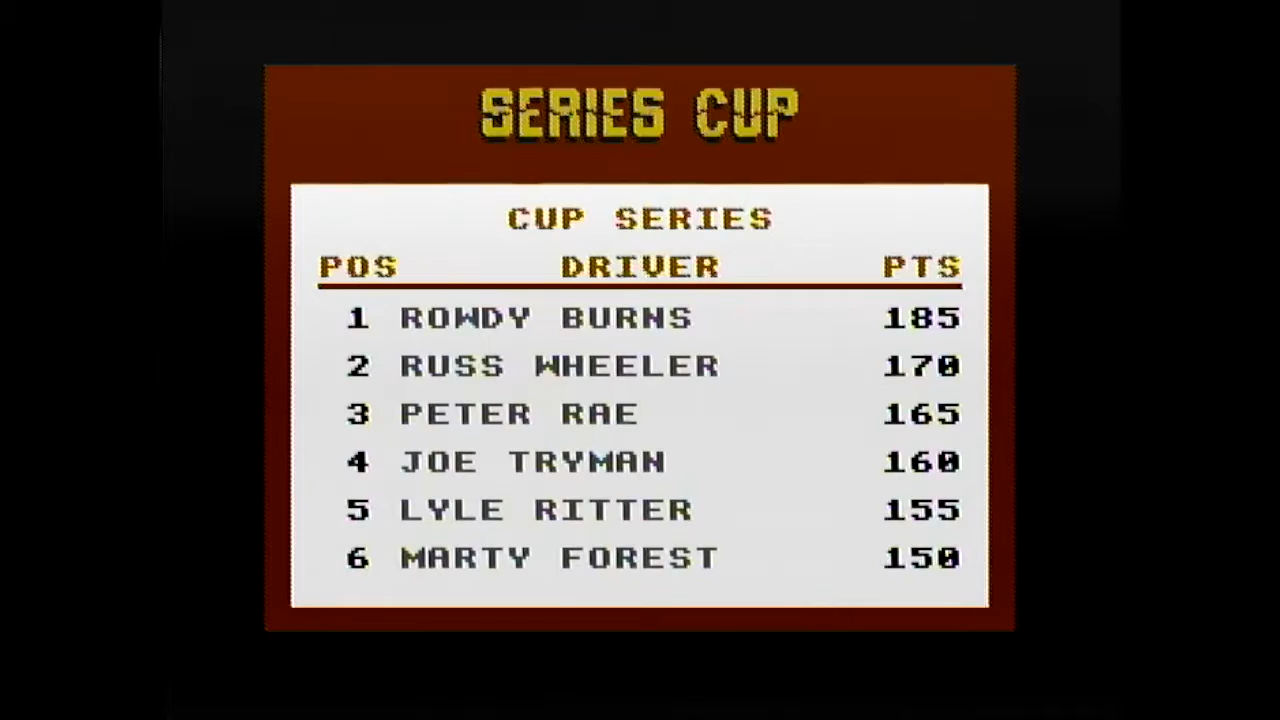 SERIES CUP
CUP SERIES
POS DRIVER PTS
1 ROWDY BURNS 185
2 RUSS WHEELER 170
3 PETER RAE 165
4 JOE TRYMAN 160
5 LYLE RITTER 155
6 MARTY FOREST 150